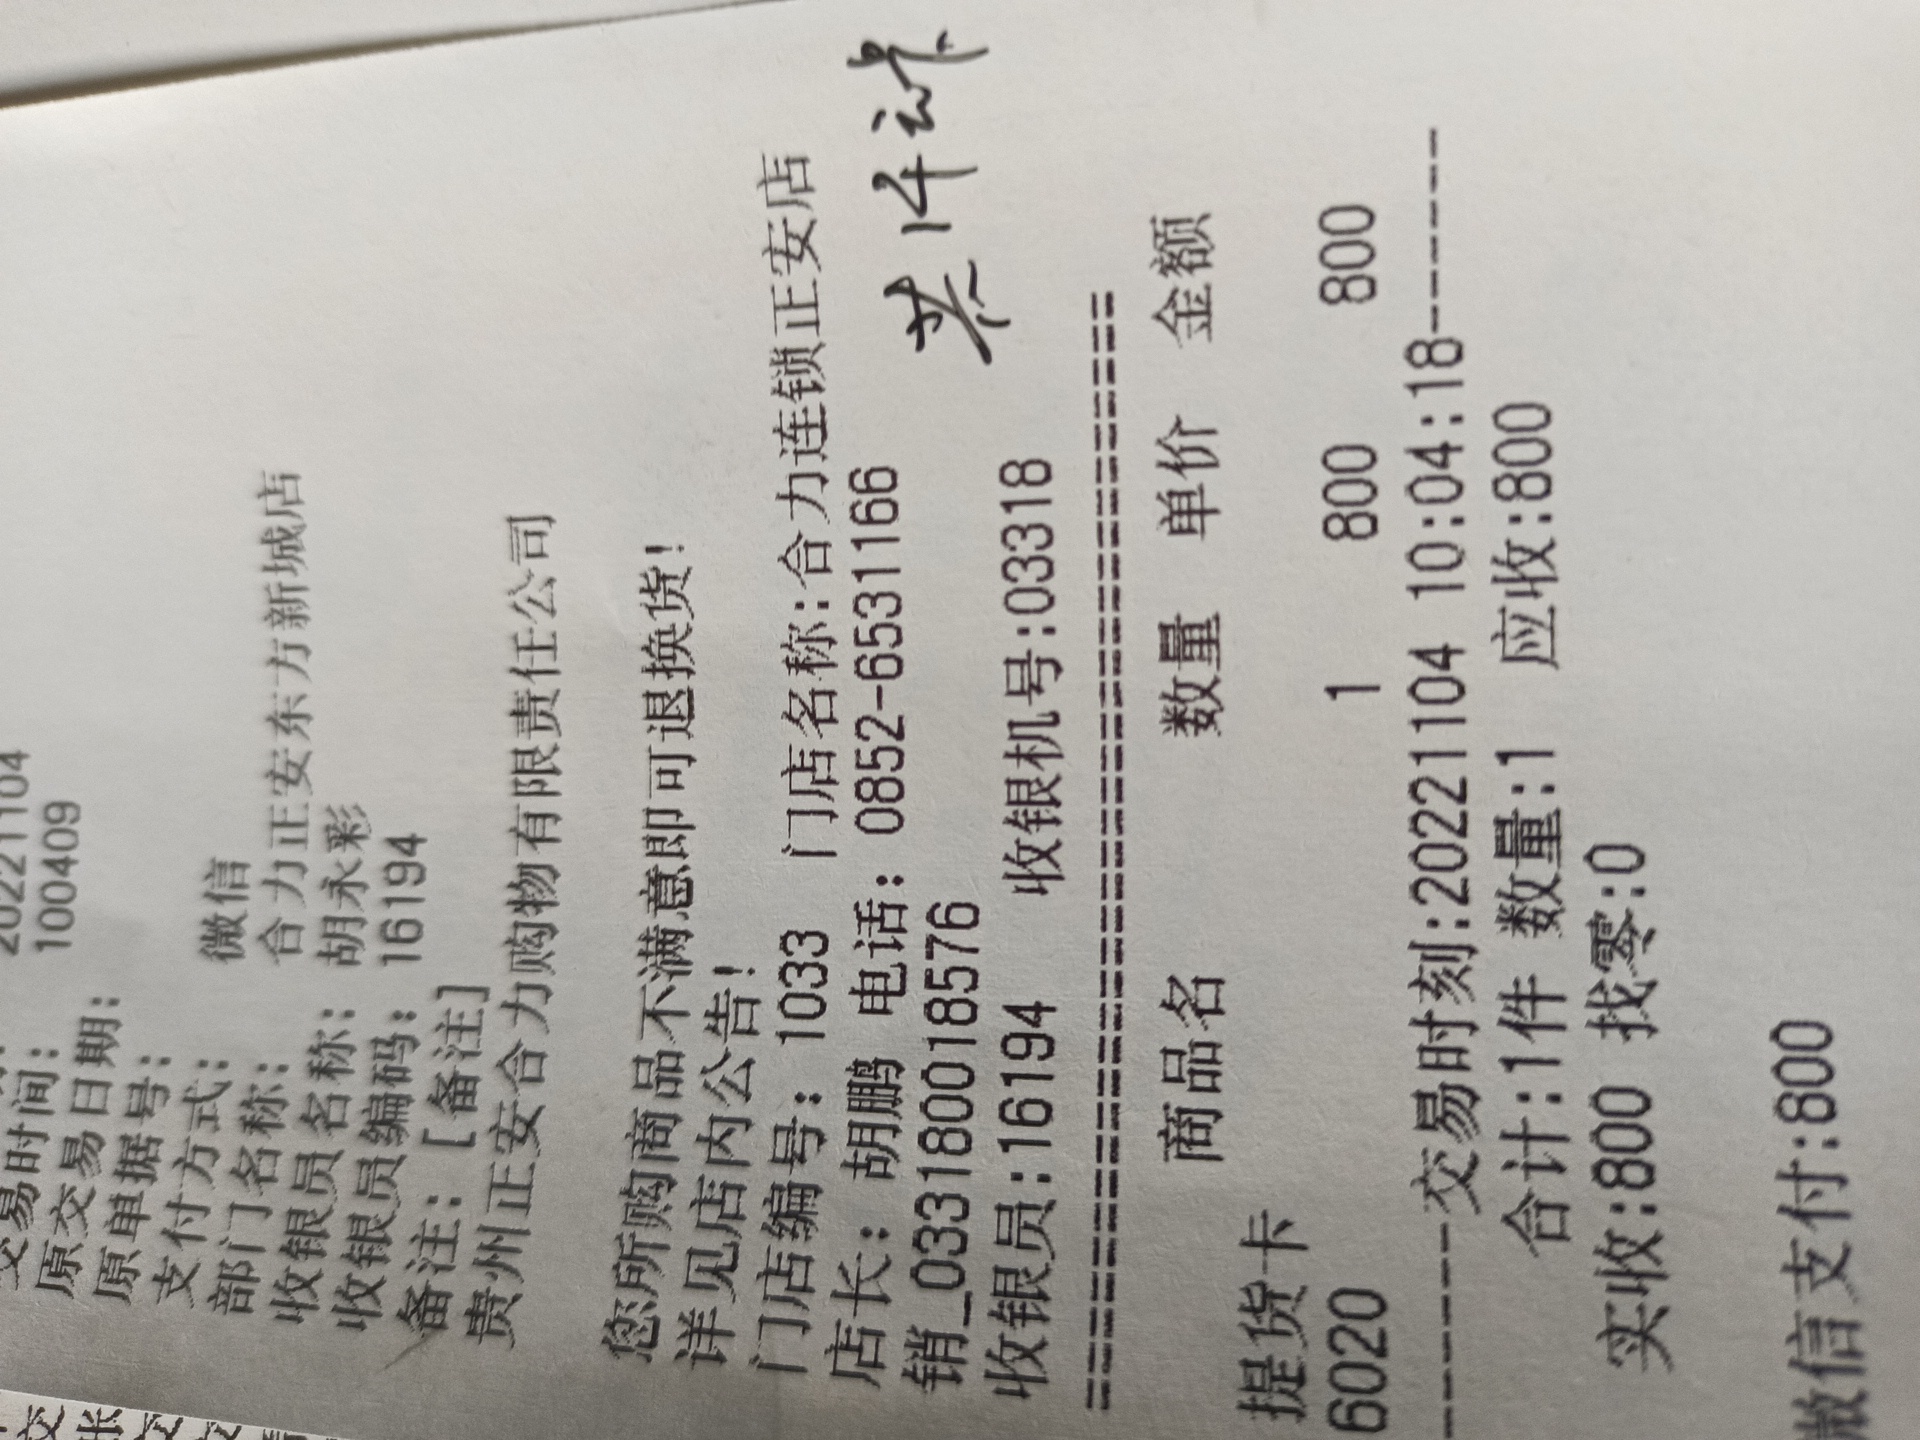 20221104
交易时间: 100409
原交易日期:
原单据号:
支付方式: 微信
部门名称: 合力正安东方新城店
收银员名称: 胡永彩
收银员编码: 16194
备注: [备注]
贵州正安合力购物有限责任公司
您所购商品不满意即可退换货!
详见店内公告!
门店编号: 1033 门店名称:合力连锁正安店
店长: 胡鹏 电话: 0852-6531166
销_033180018576
收银员:16194 收银机号:03318
商品名 数量 单价 金额
提货卡
6020 1 800 800
------交易时刻:20221104 10:04:18-------
合计:1件 数量:1 应收:800
实收:800 找零:0
微信支付:800